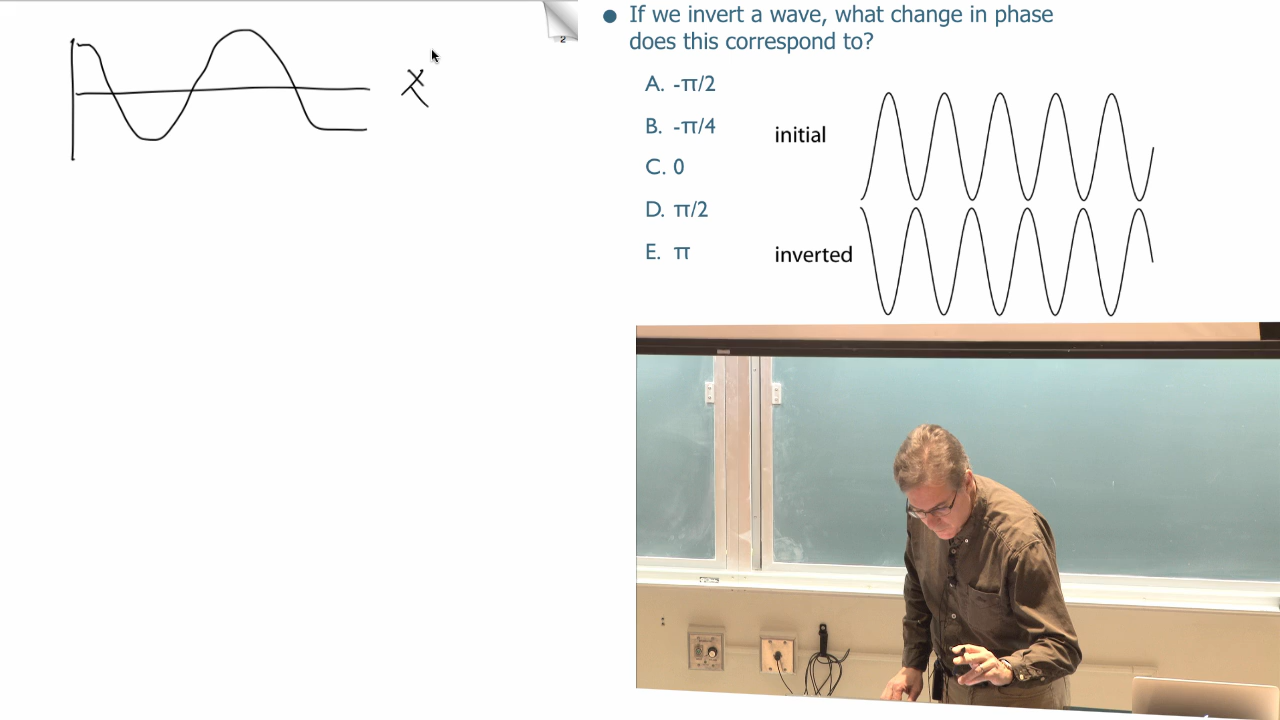 2
x
● If we invert a wave, what change in phase
does this correspond to?
A. -π/2
B. -π/4
C. 0
D. π/2
E. π
initial
inverted